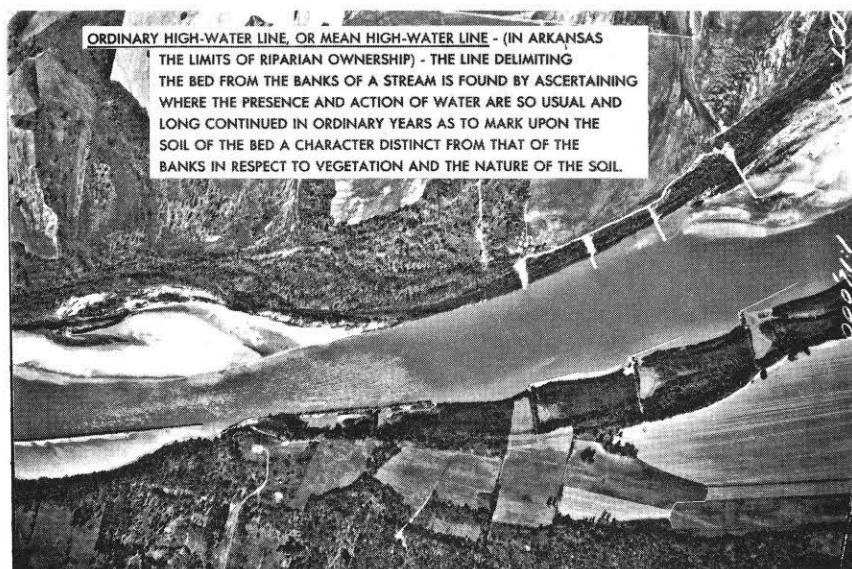 ORDINARY HIGH-WATER LINE, OR MEAN HIGH-WATER LINE - (IN ARKANSAS
THE LIMITS OF RIPARIAN OWNERSHIP) - THE LINE DELIMITING
THE BED FROM THE BANKS OF A STREAM IS FOUND BY ASCERTAINING
WHERE THE PRESENCE AND ACTION OF WATER ARE SO USUAL AND
LONG CONTINUED IN ORDINARY YEARS AS TO MARK UPON THE
SOIL OF THE BED A CHARACTER DISTINCT FROM THAT OF THE
BANKS IN RESPECT TO VEGETATION AND THE NATURE OF THE SOIL.